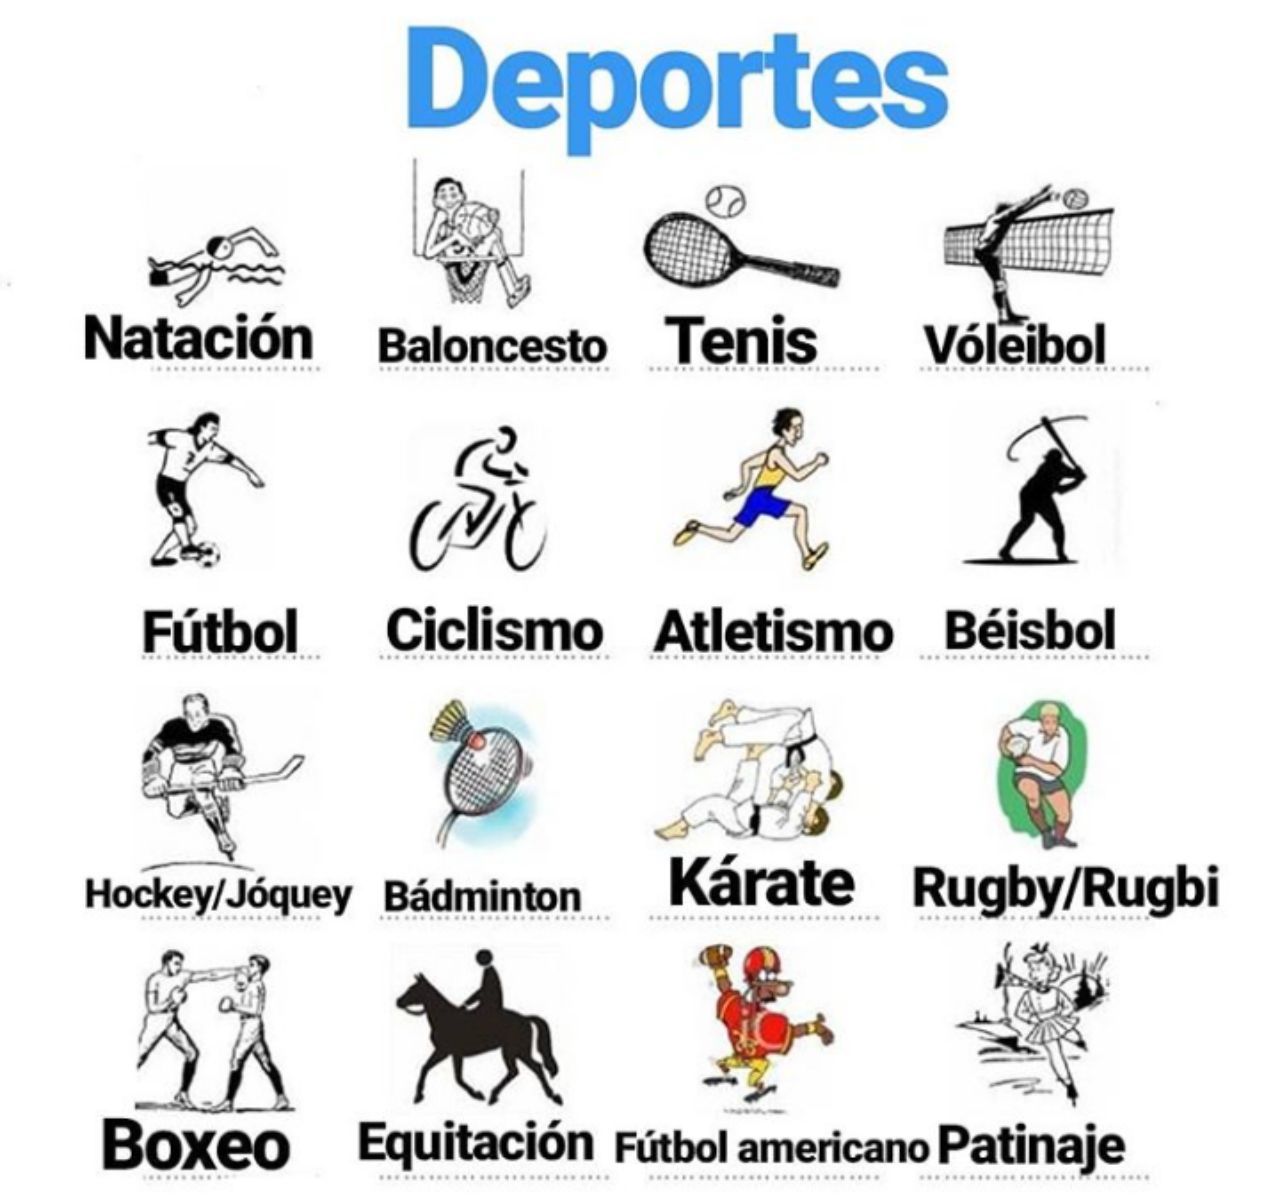 Deportes
Natación Baloncesto Tenis Vóleibol
Fútbol Ciclismo Atletismo Béisbol
Hockey/Jóquey Bádminton Kárate Rugby/Rugbi
Boxeo Equitación Fútbol americano Patinaje